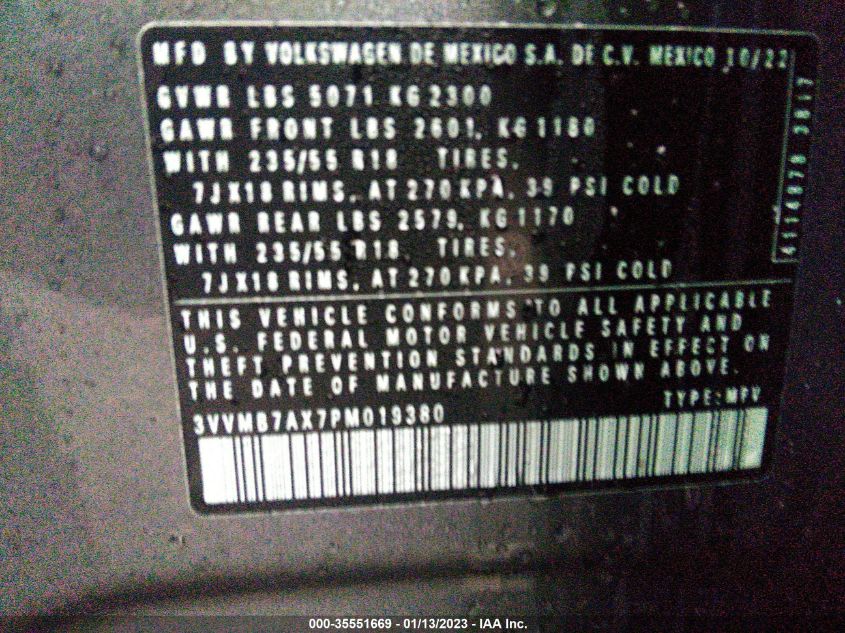 MFD BY VOLKSWAGEN DE MEXICO S.A. DE C.V. MEXICO 10/22
GVWR LBS 5071 KG 2300
GAWR FRONT LBS 2601, KG 1180
WITH 235/55 R18 TIRES,
7JX18 RIMS, AT 270 KPA, 39 PSI COLD
GAWR REAR LBS 2579, KG 1170
WITH 235/55 R18 TIRES,
7JX18 RIMS, AT 270 KPA, 39 PSI COLD
THIS VEHICLE CONFORMS TO ALL APPLICABLE
U.S. FEDERAL MOTOR VEHICLE SAFETY AND
THEFT PREVENTION STANDARDS IN EFFECT ON
THE DATE OF MANUFACTURE SHOWN ABOVE.
TYPE:MPV
3VVMB7AX7PM019380
000-35551669 - 01/13/2023 - IAA Inc.